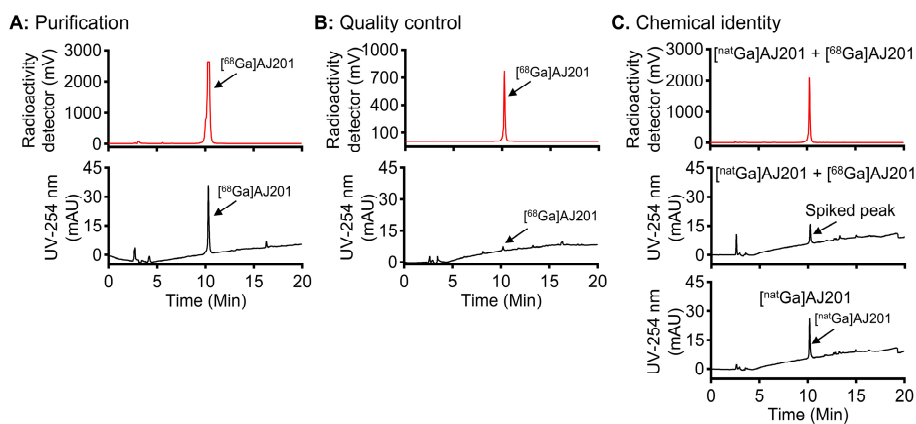 A: Purification
Radioactivity
detector (mV)
3000
2000
1000
0
[⁶⁸Ga]AJ201
UV-254 nm
(mAU)
45
30
15
0
[⁶⁸Ga]AJ201
0 5 10 15 20
Time (Min)
B: Quality control
Radioactivity
detector (mV)
1000
700
400
100
[⁶⁸Ga]AJ201
UV-254 nm
(mAU)
45
30
15
0
[⁶⁸Ga]AJ201
0 5 10 15 20
Time (Min)
C. Chemical identity
[ⁿᵃᵗGa]AJ201 + [⁶⁸Ga]AJ201
Radioactivity
detector (mV)
3000
2000
1000
0
[ⁿᵃᵗGa]AJ201 + [⁶⁸Ga]AJ201
UV-254 nm
(mAU)
45
30
15
0
Spiked peak
[ⁿᵃᵗGa]AJ201
UV-254 nm
(mAU)
45
30
15
0
[ⁿᵃᵗGa]AJ201
0 5 10 15 20
Time (Min)